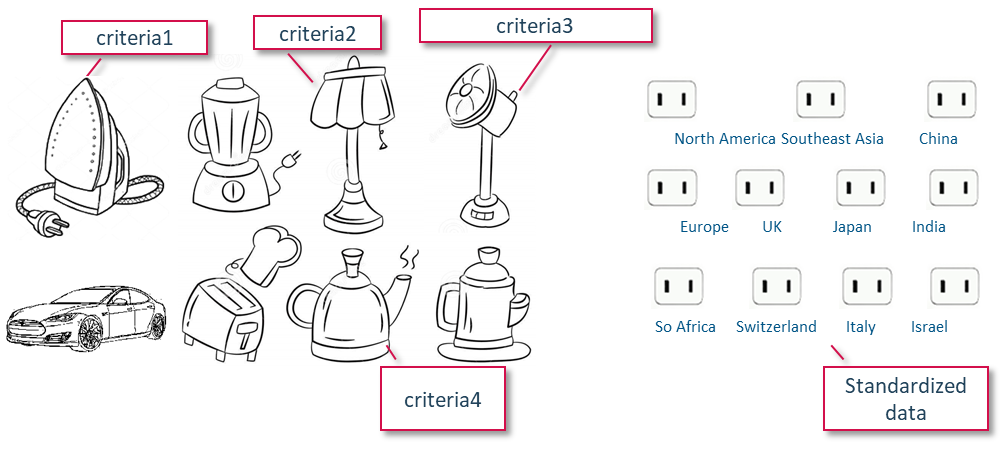 criteria1
criteria2
criteria3
North America Southeast Asia China
Europe UK Japan India
So Africa Switzerland Italy Israel
criteria4
Standardized
data